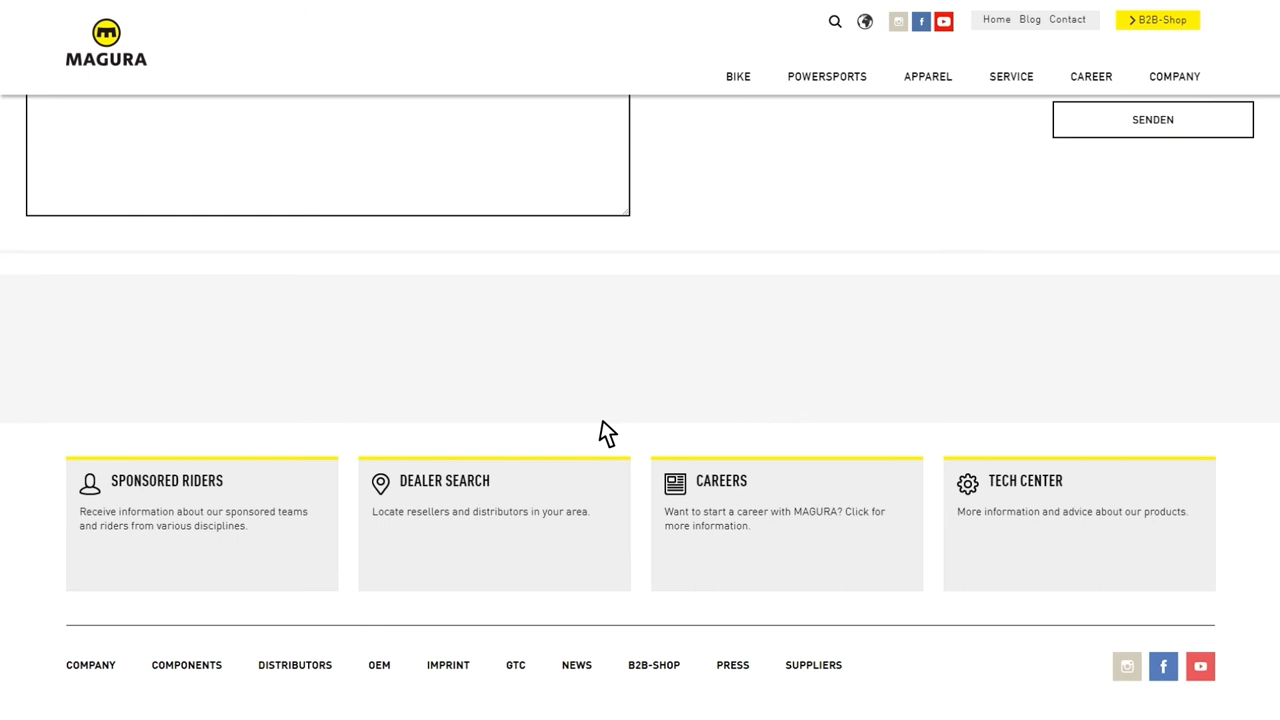 Home Blog Contact
B2B-Shop
MAGURA
BIKE POWERSPORTS APPAREL SERVICE CAREER COMPANY
SENDEN
SPONSORED RIDERS
Receive information about our sponsored teams
and riders from various disciplines.
DEALER SEARCH
Locate resellers and distributors in your area.
CAREERS
Want to start a career with MAGURA? Click for
more information.
TECH CENTER
More information and advice about our products.
COMPANY COMPONENTS DISTRIBUTORS OEM IMPRINT GTC NEWS B2B-SHOP PRESS SUPPLIERS